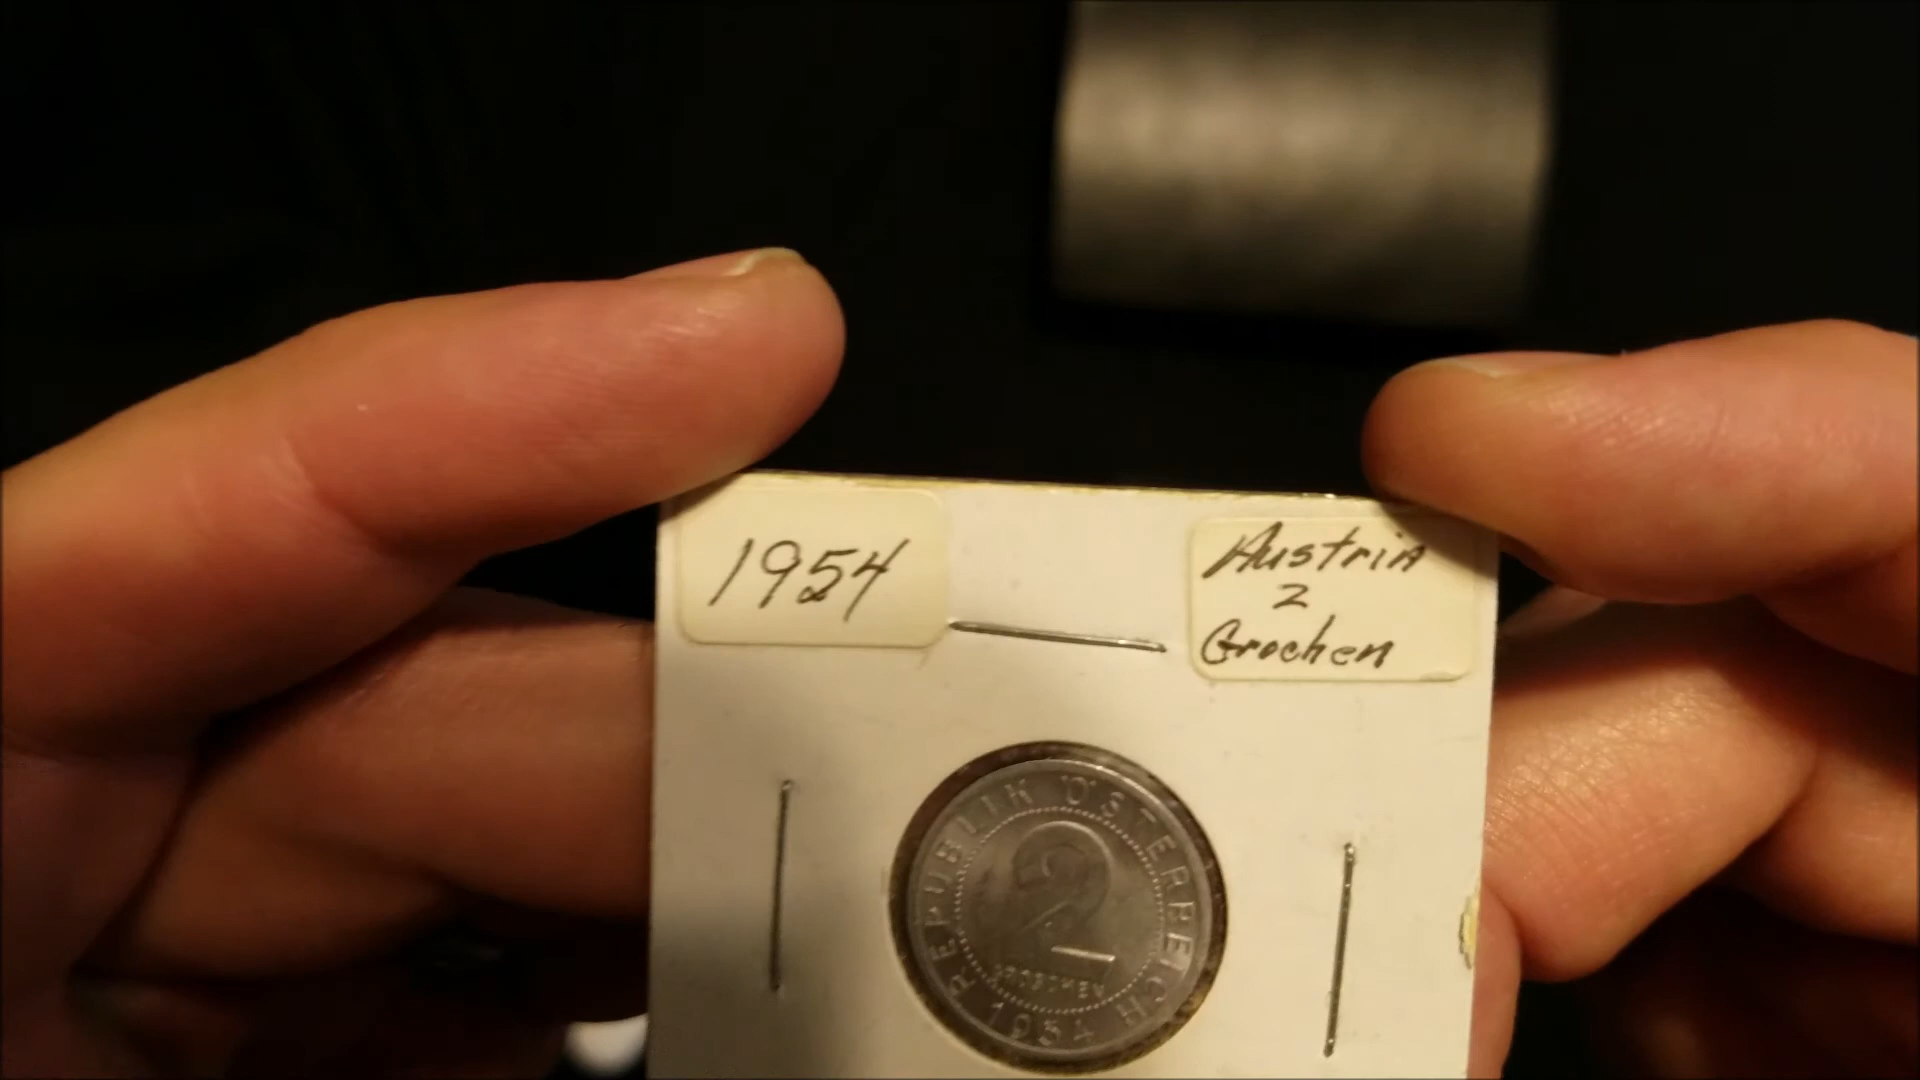 1954
Austria
2
Grochen
REPUBLIK ÖSTERREICH
2
GROSCHEN
1954